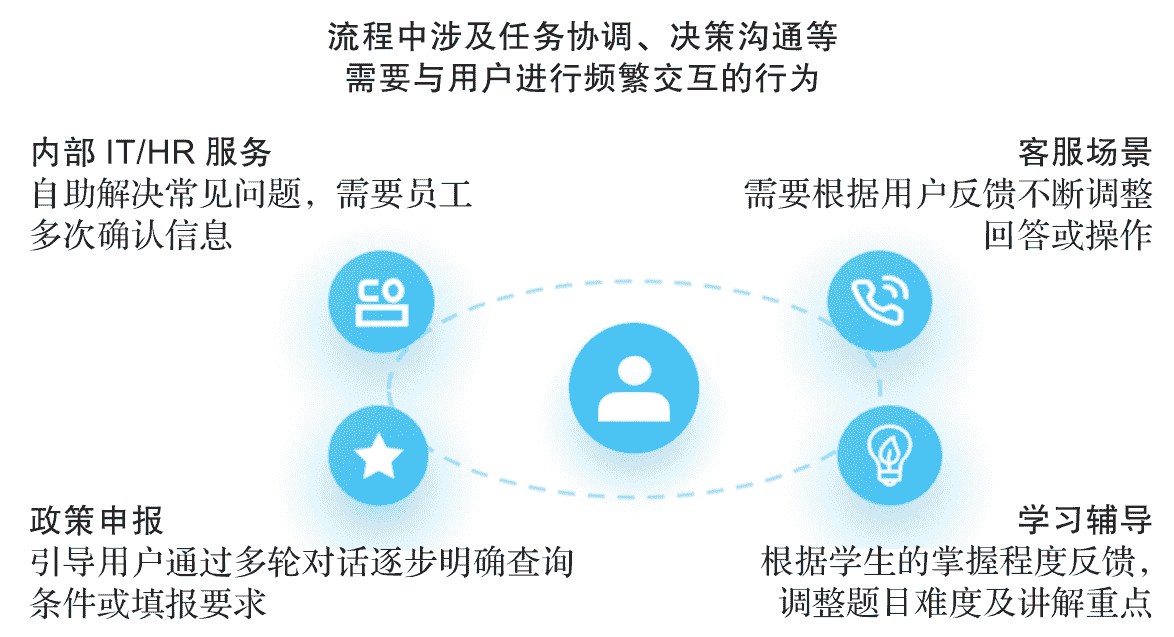 流程中涉及任务协调、决策沟通等
需要与用户进行频繁交互的行为
内部 IT/HR 服务
自助解决常见问题，需要员工
多次确认信息
客服场景
需要根据用户反馈不断调整
回答或操作
政策申报
引导用户通过多轮对话逐步明确查询
条件或填报要求
学习辅导
根据学生的掌握程度反馈，
调整题目难度及讲解重点